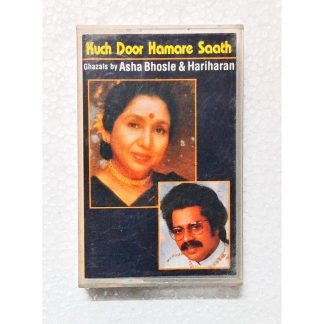 Kuch Door Hamare Saath
Ghazals by Asha Bhosle & Hariharan